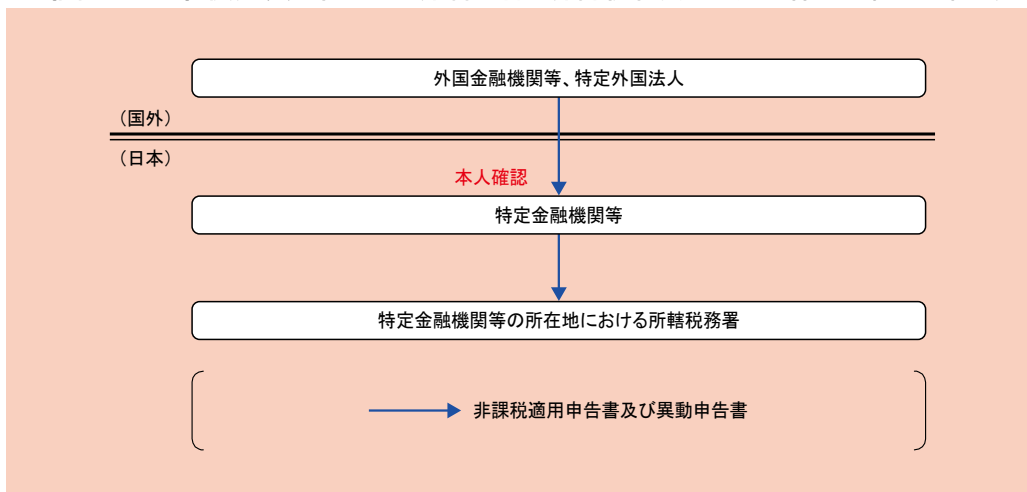 外国金融機関等、特定外国法人
（国外）
（日本）
本人確認
特定金融機関等
特定金融機関等の所在地における所轄税務署
非課税適用申告書及び異動申告書